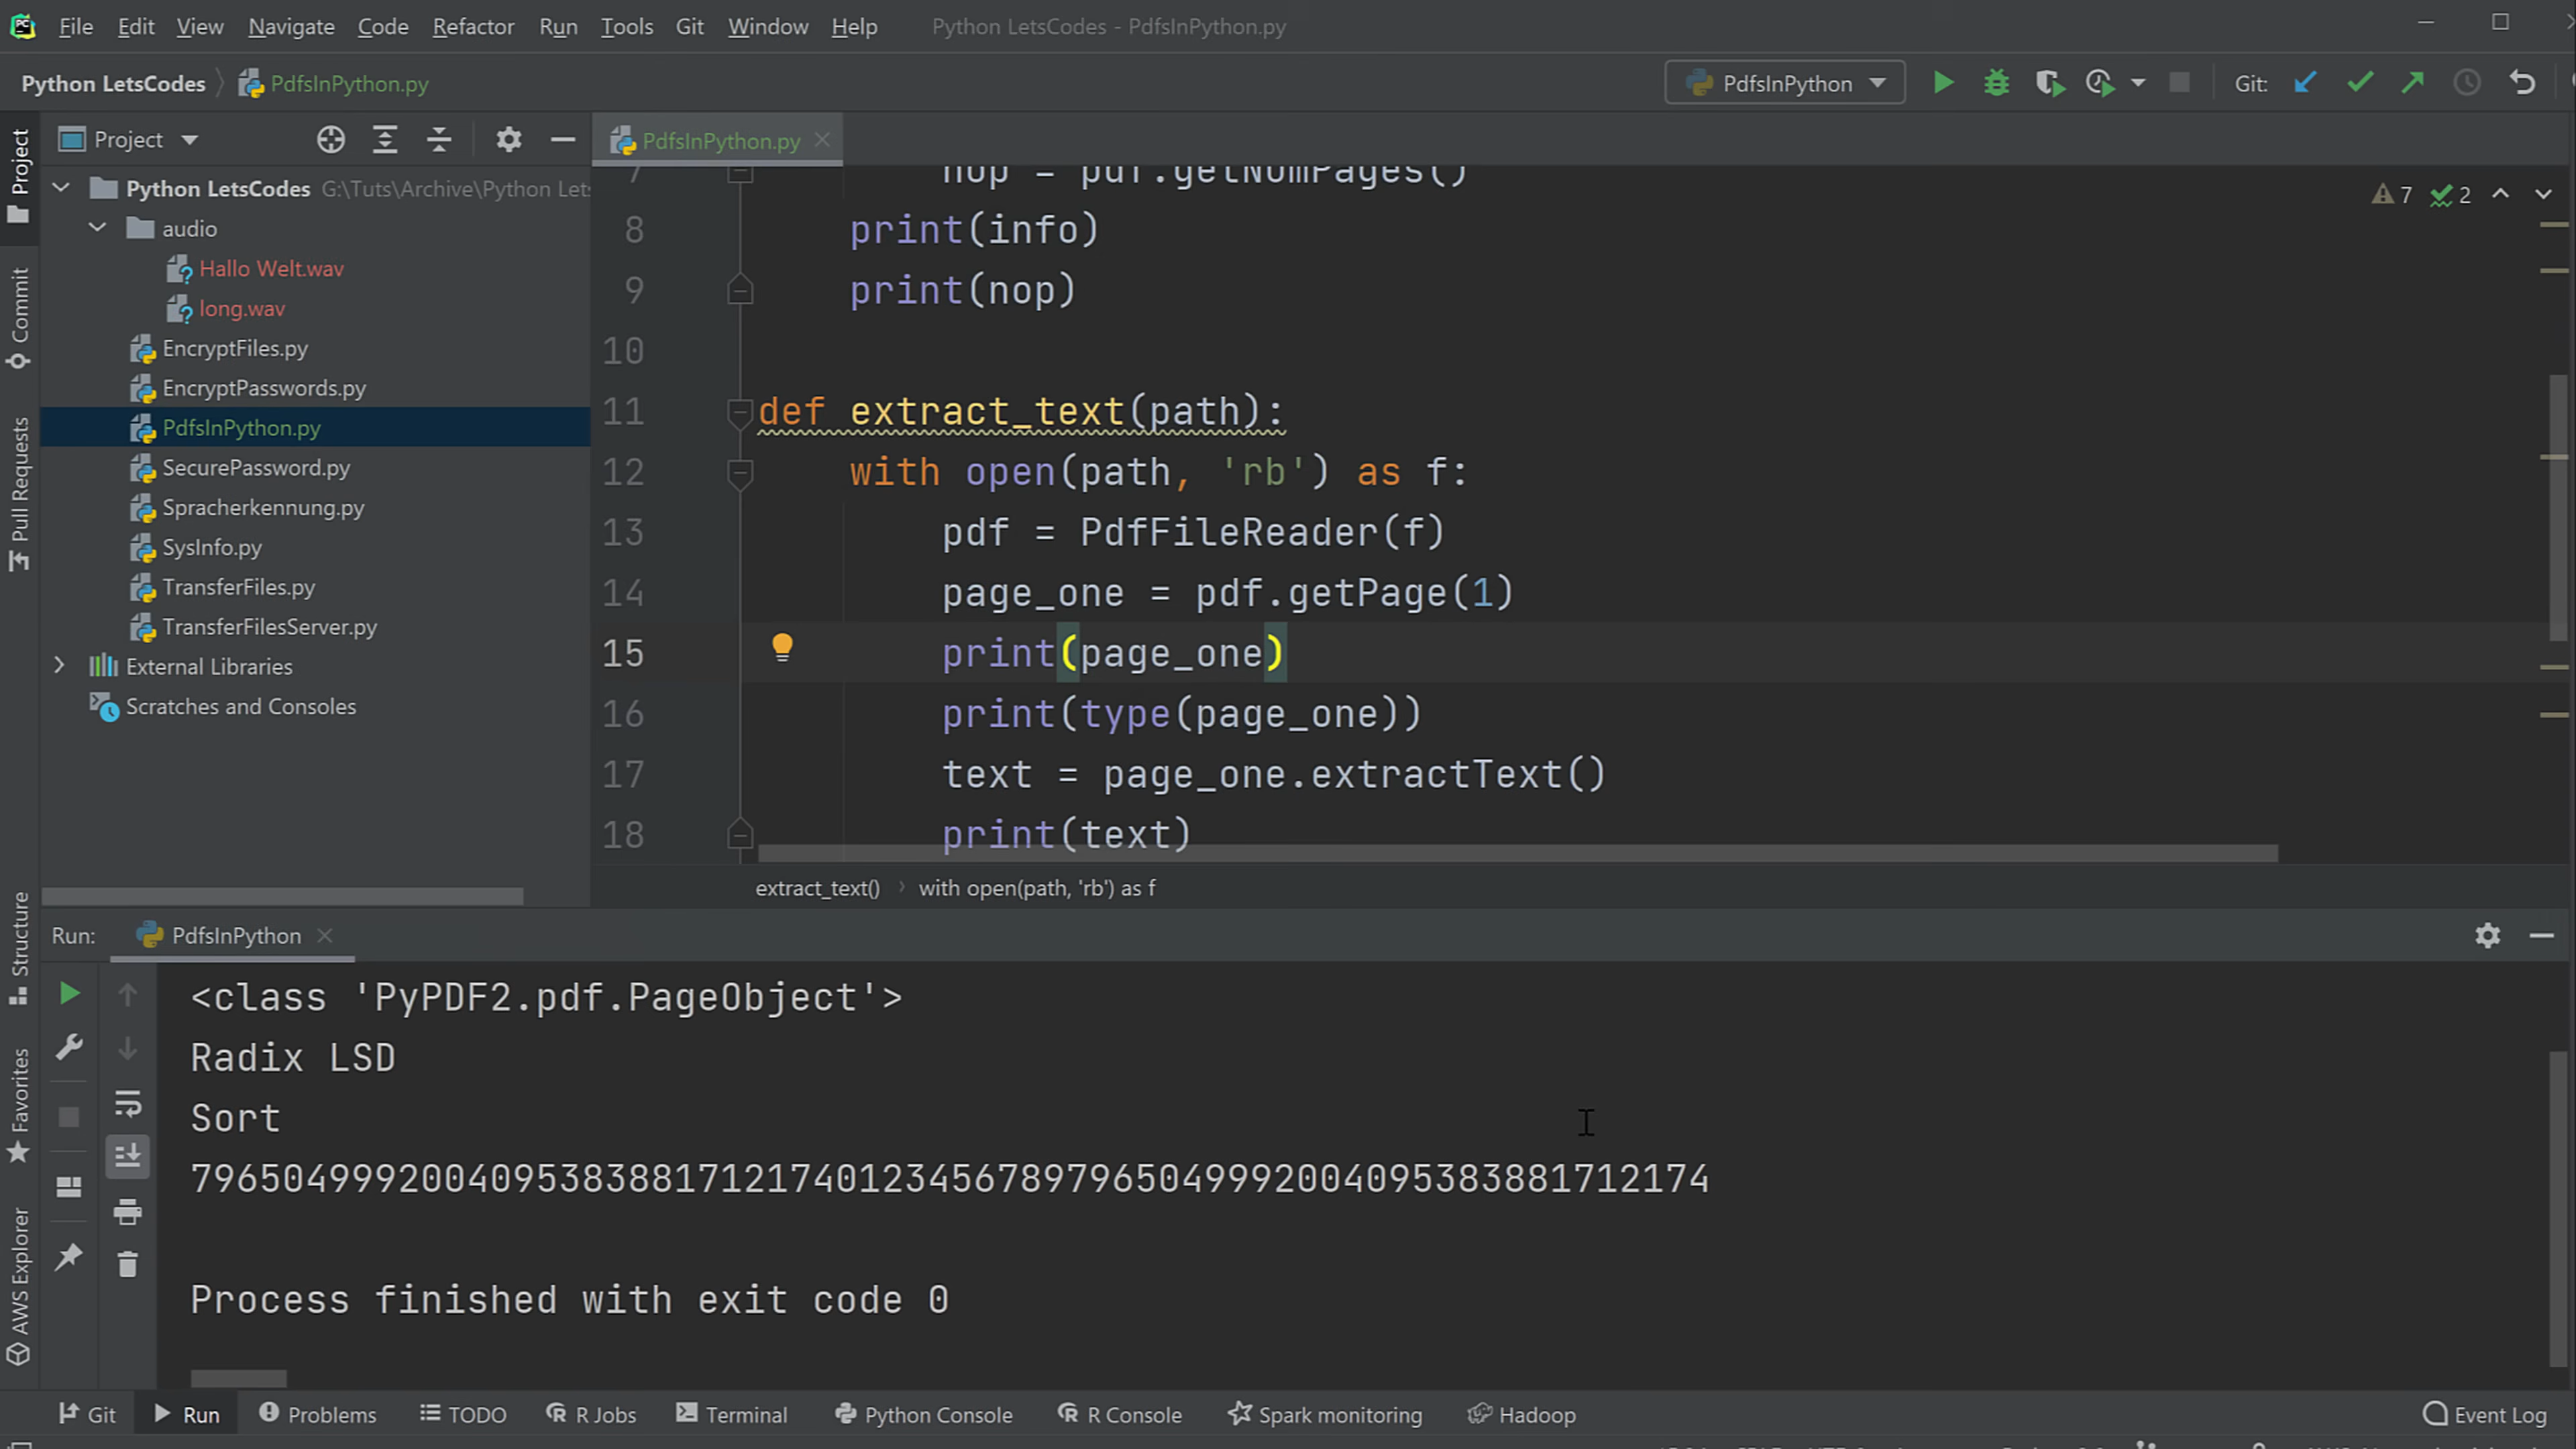 File Edit View Navigate Code Refactor Run Tools Git Window Help Python LetsCodes - PdfsInPython.py
Python LetsCodes PdfsInPython.py PdfsInPython Git:
Project PdfsInPython.py
Project
Commit
Pull Requests
Structure
Favorites
AWS Explorer
Python LetsCodes G:\Tuts\Archive\Python Lets
audio
Hallo Welt.wav
long.wav
EncryptFiles.py
EncryptPasswords.py
PdfsInPython.py
SecurePassword.py
Spracherkennung.py
SysInfo.py
TransferFiles.py
TransferFilesServer.py
External Libraries
Scratches and Consoles
7 2
7 nop = pdf.getNumPages()
8 print(info)
9 print(nop)
10
11 def extract_text(path):
12 with open(path, 'rb') as f:
13 pdf = PdfFileReader(f)
14 page_one = pdf.getPage(1)
15 print(page_one)
16 print(type(page_one))
17 text = page_one.extractText()
18 print(text)
extract_text() › with open(path, 'rb') as f
Run: PdfsInPython
<class 'PyPDF2.pdf.PageObject'>
Radix LSD
Sort
796504999200409538388171217401234567897965049992004095383881712174
Process finished with exit code 0
Git Run Problems TODO R Jobs Terminal Python Console R Console Spark monitoring Hadoop Event Log